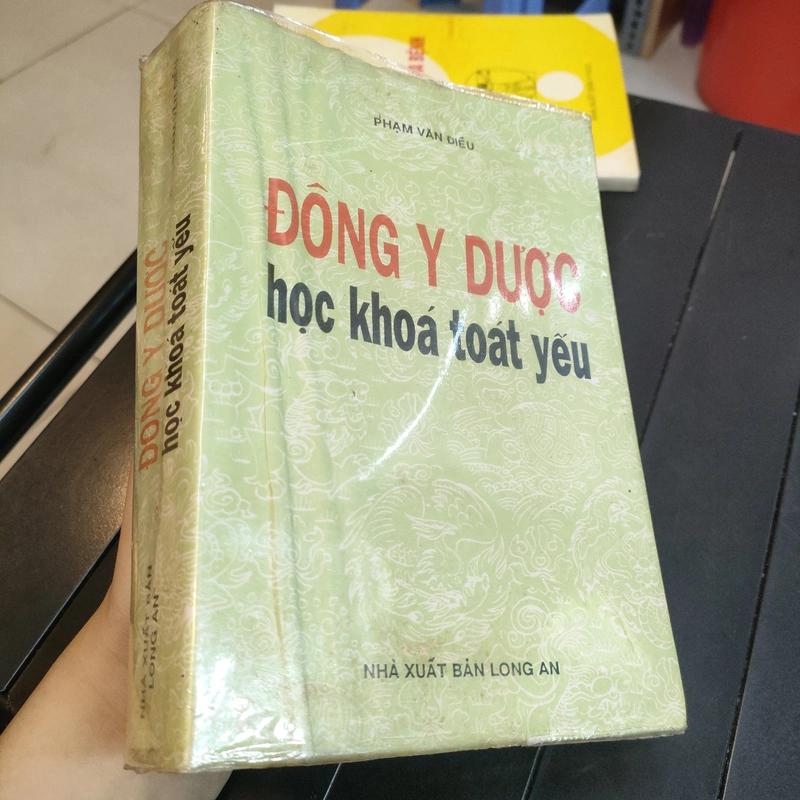 PHẠM VĂN ĐIỀU
ĐÔNG Y DƯỢC
học khoá toát yếu
NHÀ XUẤT BẢN LONG AN
ĐÔNG Y DƯỢC
học khoá toát yếu
NHÀ XUẤT BẢN
LONG AN